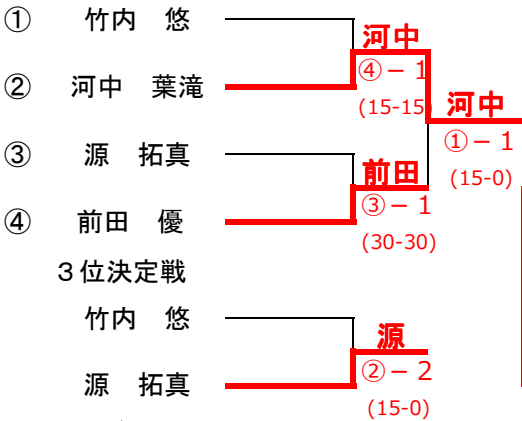 ① 竹内 悠
河中
② 河中 葉滝
④－1
(15-15)
河中
①－1
(15-0)
③ 源 拓真
前田
③－1
(30-30)
④ 前田 優
３位決定戦
竹内 悠
源
源 拓真
②－2
(15-0)